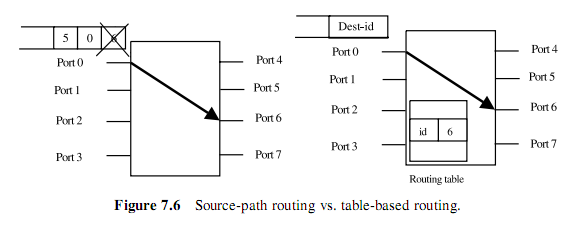 5 0 6
Port 0
Port 1
Port 2
Port 3
Port 4
Port 5
Port 6
Port 7
Dest-id
Port 0
Port 1
Port 2
Port 3
id 6
Port 4
Port 5
Port 6
Port 7
Routing table
Figure 7.6 Source-path routing vs. table-based routing.